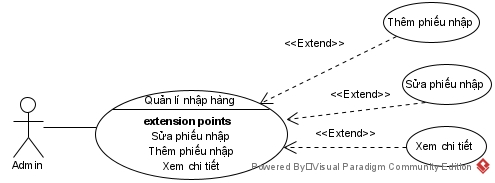 Thêm phiếu nhập
<<Extend>>
Sửa phiếu nhập
<<Extend>>
Quản lí nhập hàng
extension points
Sửa phiếu nhập
Thêm phiếu nhập
Xem chi tiết
<<Extend>>
Xem chi tiết
Admin
Powered By Visual Paradigm Community Edition